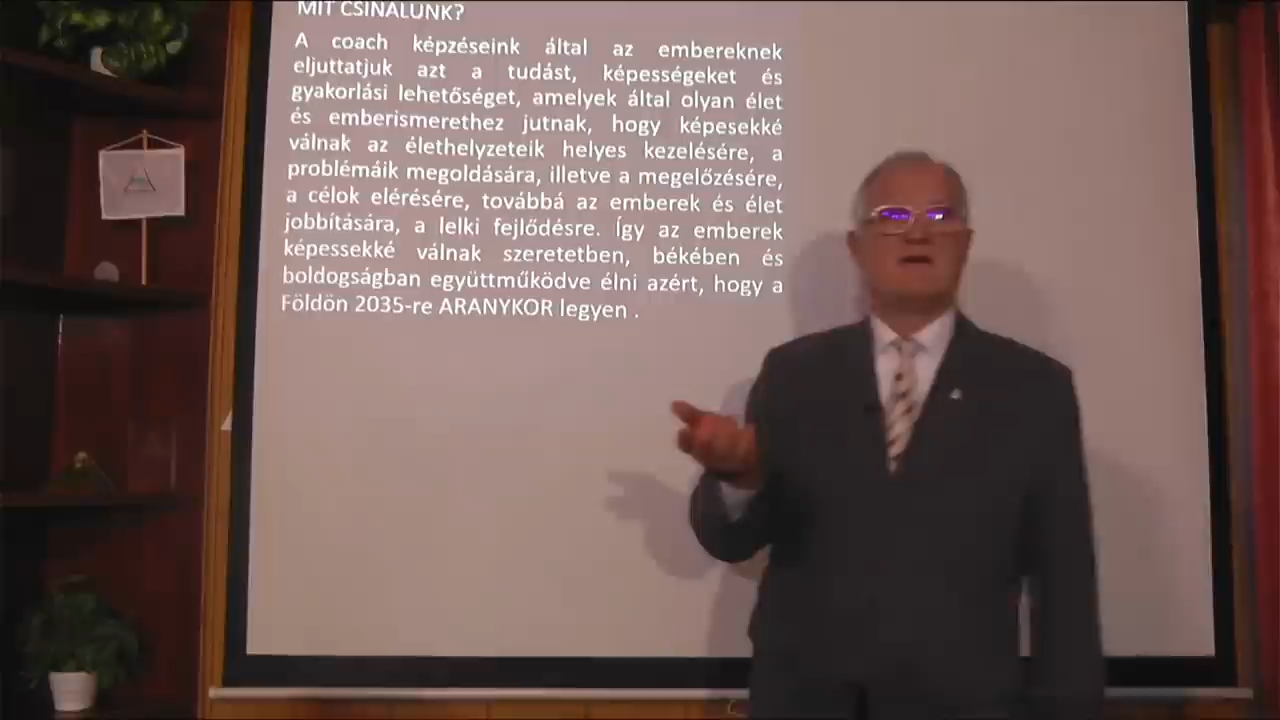 MIT CSINÁLUNK?
A coach képzéseink által az embereknek
eljuttatjuk azt a tudást, képességeket és
gyakorlási lehetőséget, amelyek által olyan élet
és emberismerethez jutnak, hogy képesekké
válnak az élethelyzeteik helyes kezelésére, a
problémáik megoldására, illetve a megelőzésére,
a célok elérésére, továbbá az emberek és élet
jobbítására, a lelki fejlődésre. Így az emberek
képessekké válnak szeretetben, békében és
boldogságban együttműködve élni azért, hogy a
Földön 2035-re ARANYKOR legyen .